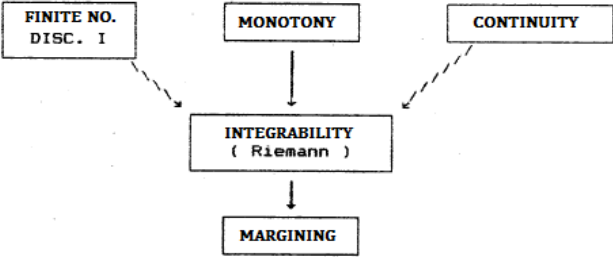 FINITE NO.
DISC. I
MONOTONY
CONTINUITY
INTEGRABILITY
( Riemann )
MARGINING